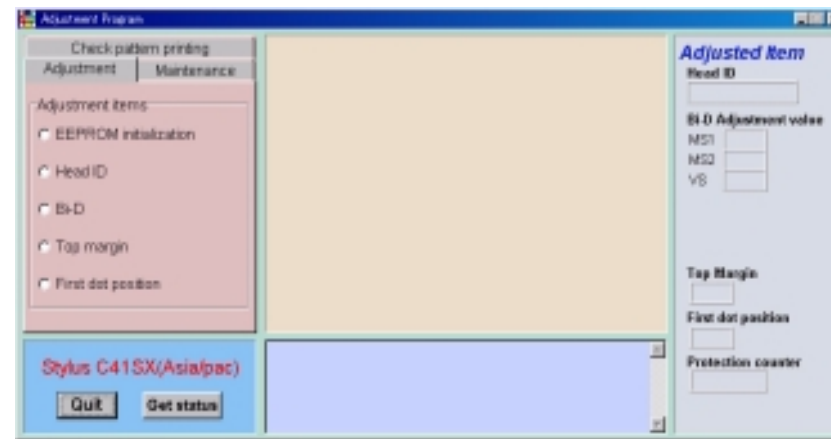 Adjustment Program
Check pattern printing
Adjustment
Maintenance
Adjustment items
EEPROM initialization
Head ID
Bi-D
Top margin
First dot position
Stylus C41SX(Asia/pac)
Quit
Get status
Adjusted Item
Head ID
Bi-D Adjustment value
MS1
MS2
VS
Top Margin
First dot position
Protection counter